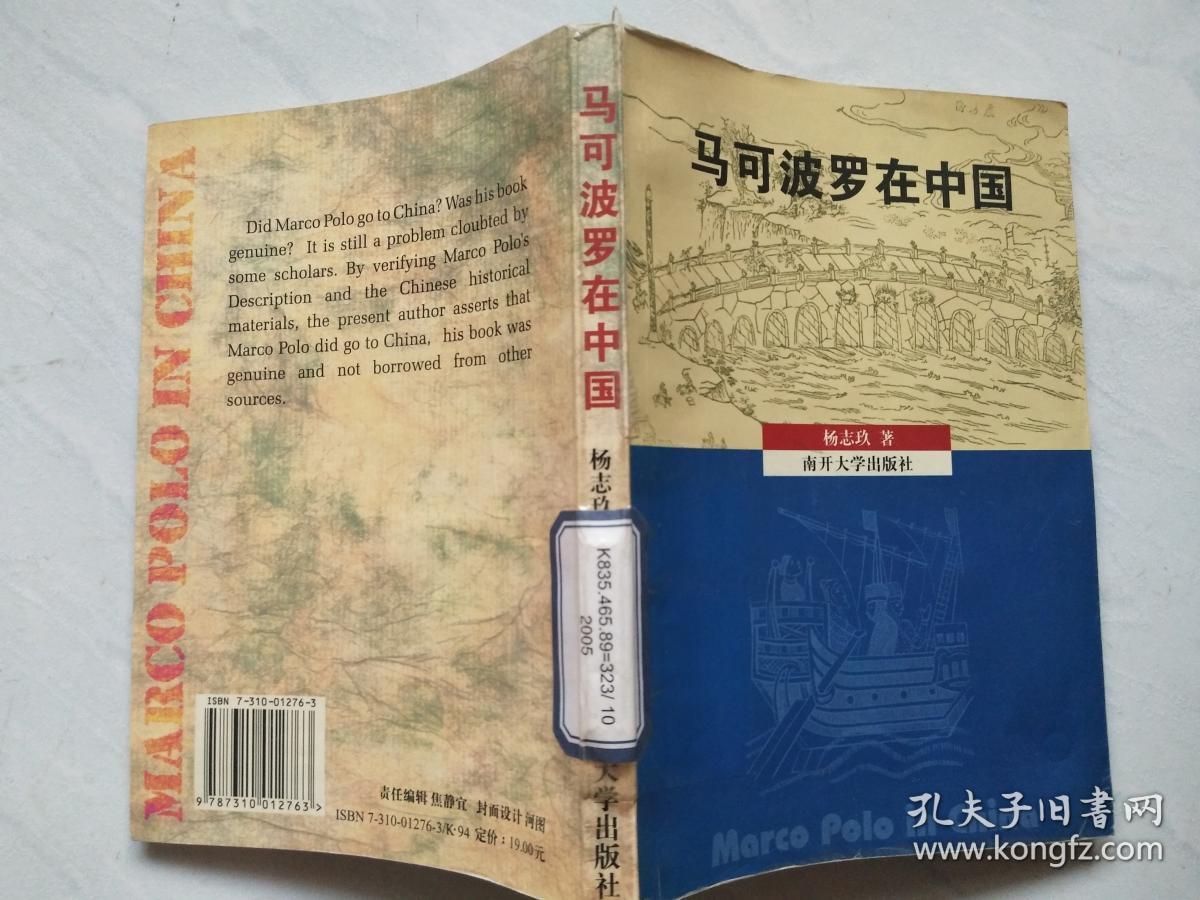 MARCO POLO IN CHINA
Did Marco Polo go to China? Was his book
genuine? It is still a problem cloubted by
some scholars. By verifying Marco Polo's
Description and the Chinese historical
materials, the present author asserts that
Marco Polo did go to China, his book was
genuine and not borrowed from other
sources.
ISBN 7-310-01276-3
9 787310 012763>
责任编辑 焦静宜 封面设计 河图
ISBN 7-310-01276-3/K·94 定价：19.00元
马可波罗在中国
杨志玖
K835.465.89=323/ 10
2005
大学出版社
马可波罗在中国
杨志玖 著
南开大学出版社
Marco Polo in China
孔夫子旧书网
www.kongfz.com